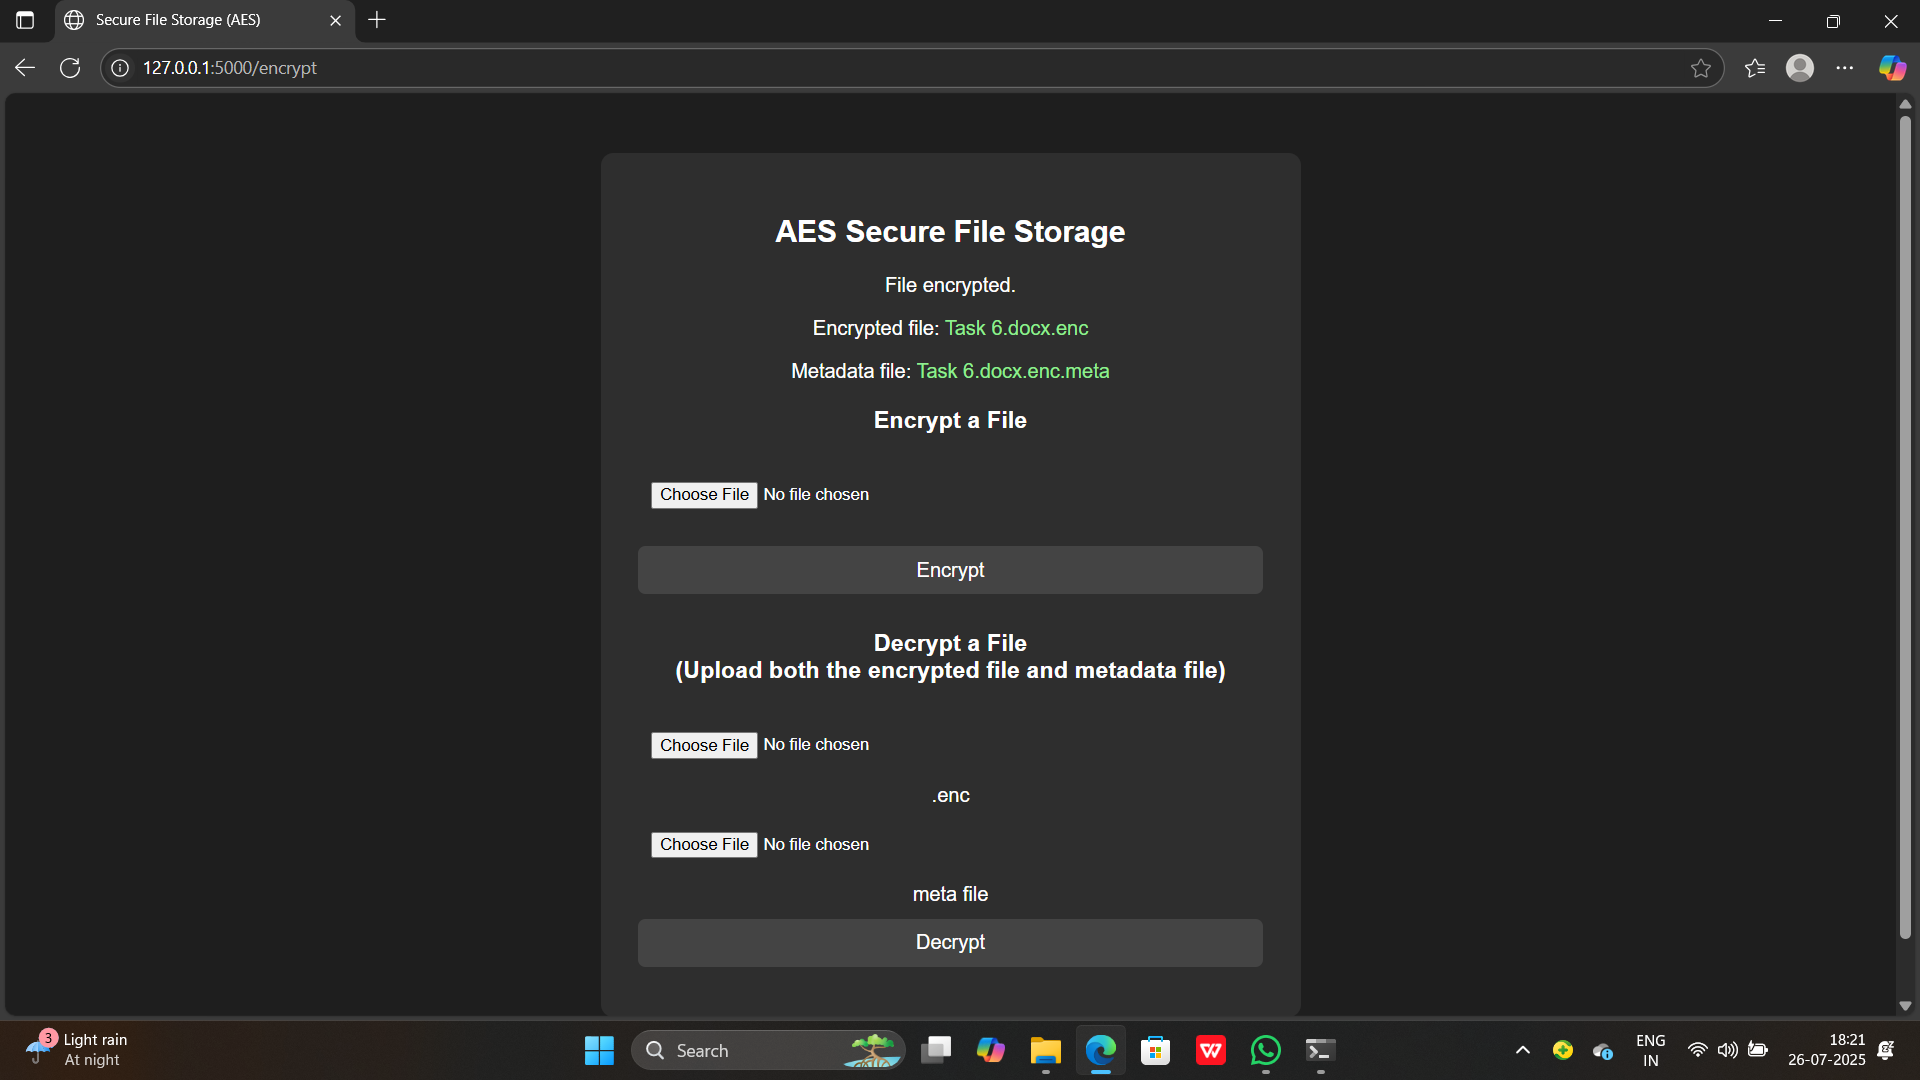 Secure File Storage (AES)
127.0.0.1:5000/encrypt
AES Secure File Storage
File encrypted.
Encrypted file: Task 6.docx.enc
Metadata file: Task 6.docx.enc.meta
Encrypt a File
Choose File No file chosen
Encrypt
Decrypt a File
(Upload both the encrypted file and metadata file)
Choose File No file chosen
.enc
Choose File No file chosen
meta file
Decrypt
3
Light rain
At night
Search
W
ENG
IN
18:21
26-07-2025